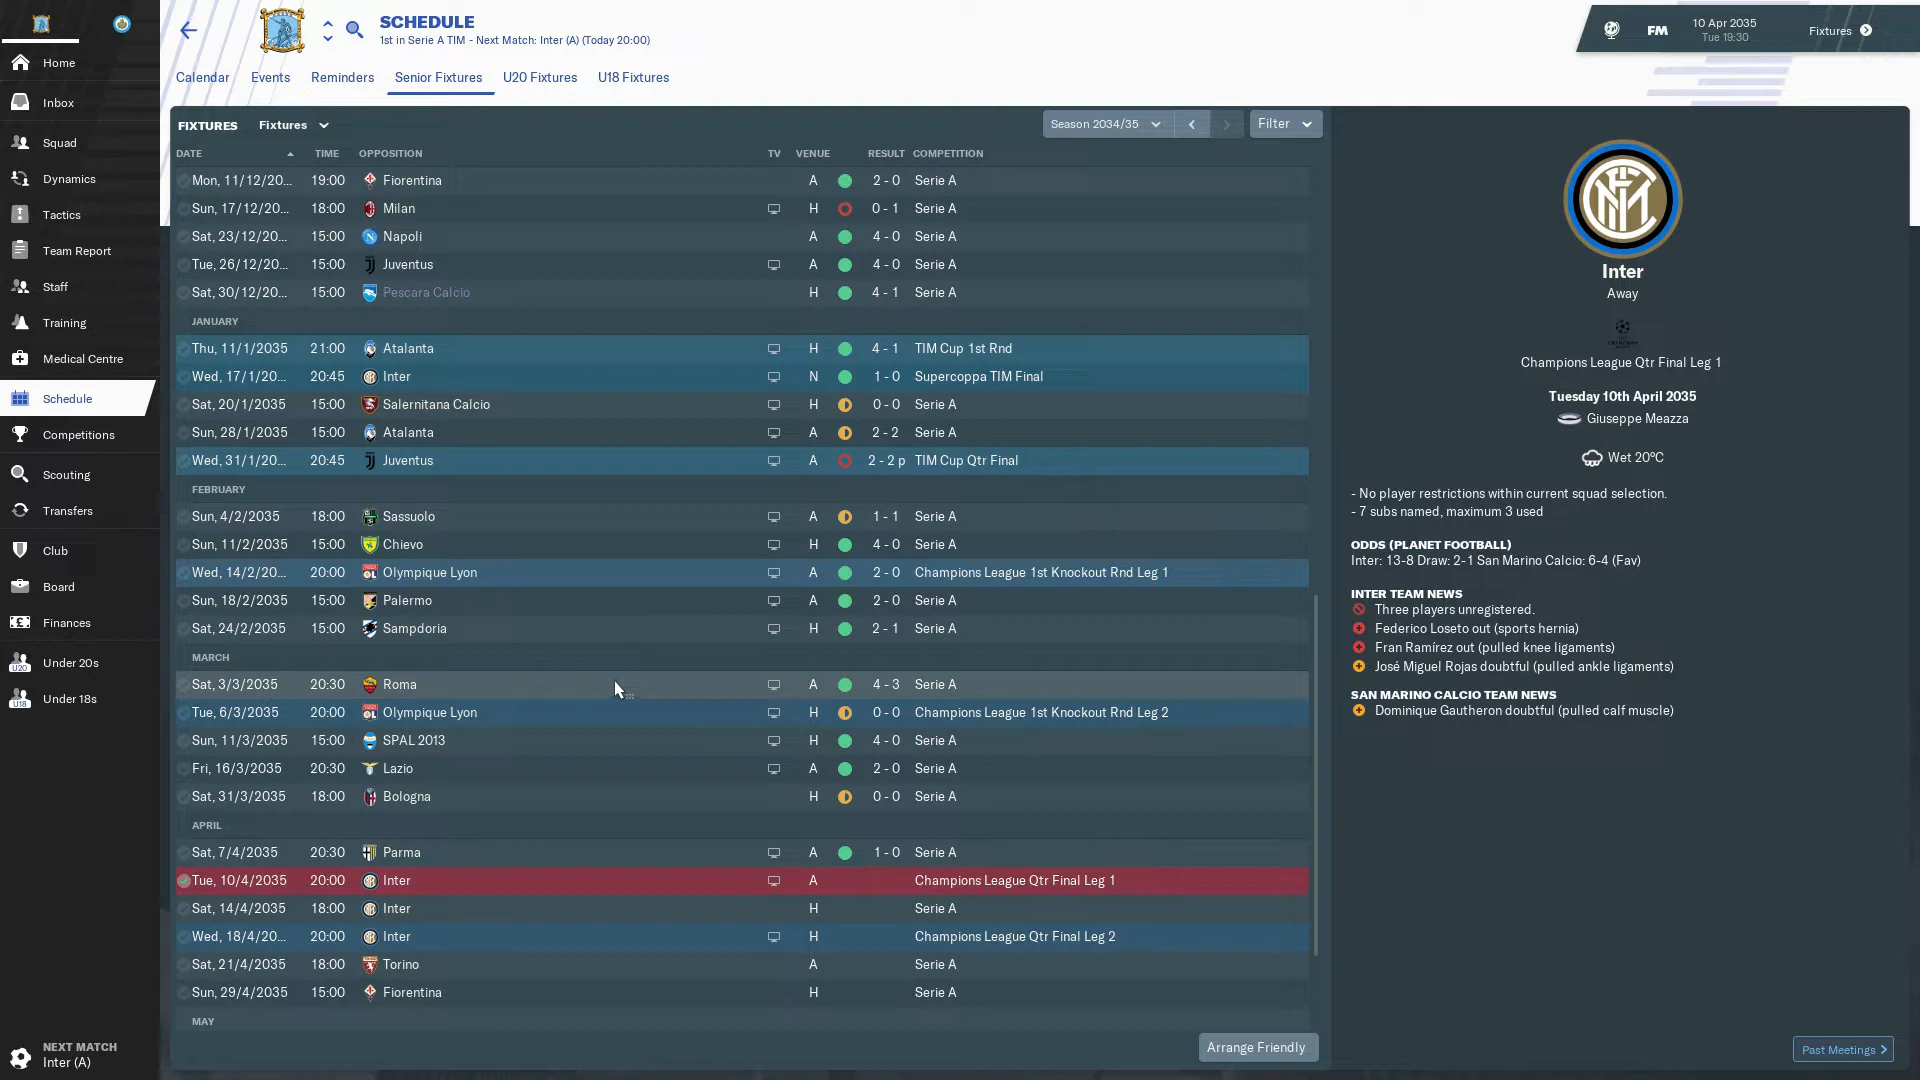 SCHEDULE
1st in Serie A TIM - Next Match: Inter (A) (Today 20:00)
FM
10 Apr 2035
Tue 19:30
Fixtures
Calendar Events Reminders Senior Fixtures U20 Fixtures U18 Fixtures
Home
Inbox
Squad
Dynamics
Tactics
Team Report
Staff
Training
Medical Centre
Schedule
Competitions
Scouting
Transfers
Club
Board
Finances
U20 Under 20s
U18 Under 18s
NEXT MATCH
Inter (A)
FIXTURES Fixtures Season 2034/35 Filter
DATE TIME OPPOSITION TV VENUE RESULT COMPETITION
Mon, 11/12/20... 19:00 Fiorentina A 2 - 0 Serie A
Sun, 17/12/20... 18:00 Milan H 0 - 1 Serie A
Sat, 23/12/20... 15:00 Napoli A 4 - 0 Serie A
Tue, 26/12/20... 15:00 Juventus A 4 - 0 Serie A
Sat, 30/12/20... 15:00 Pescara Calcio H 4 - 1 Serie A
JANUARY
Thu, 11/1/2035 21:00 Atalanta H 4 - 1 TIM Cup 1st Rnd
Wed, 17/1/20... 20:45 Inter N 1 - 0 Supercoppa TIM Final
Sat, 20/1/2035 15:00 Salernitana Calcio H 0 - 0 Serie A
Sun, 28/1/2035 15:00 Atalanta A 2 - 2 Serie A
Wed, 31/1/20... 20:45 Juventus A 2 - 2 p TIM Cup Qtr Final
FEBRUARY
Sun, 4/2/2035 18:00 Sassuolo A 1 - 1 Serie A
Sun, 11/2/2035 15:00 Chievo H 4 - 0 Serie A
Wed, 14/2/20... 20:00 Olympique Lyon A 2 - 0 Champions League 1st Knockout Rnd Leg 1
Sun, 18/2/2035 15:00 Palermo A 2 - 0 Serie A
Sat, 24/2/2035 15:00 Sampdoria H 2 - 1 Serie A
MARCH
Sat, 3/3/2035 20:30 Roma A 4 - 3 Serie A
Tue, 6/3/2035 20:00 Olympique Lyon H 0 - 0 Champions League 1st Knockout Rnd Leg 2
Sun, 11/3/2035 15:00 SPAL 2013 H 4 - 0 Serie A
Fri, 16/3/2035 20:30 Lazio A 2 - 0 Serie A
Sat, 31/3/2035 18:00 Bologna H 0 - 0 Serie A
APRIL
Sat, 7/4/2035 20:30 Parma A 1 - 0 Serie A
Tue, 10/4/2035 20:00 Inter A Champions League Qtr Final Leg 1
Sat, 14/4/2035 18:00 Inter H Serie A
Wed, 18/4/20... 20:00 Inter H Champions League Qtr Final Leg 2
Sat, 21/4/2035 18:00 Torino A Serie A
Sun, 29/4/2035 15:00 Fiorentina H Serie A
MAY
Arrange Friendly
Inter
Away
Champions League Qtr Final Leg 1
Tuesday 10th April 2035
Giuseppe Meazza
Wet 20ºC
- No player restrictions within current squad selection.
- 7 subs named, maximum 3 used
ODDS (PLANET FOOTBALL)
Inter: 13-8 Draw: 2-1 San Marino Calcio: 6-4 (Fav)
INTER TEAM NEWS
Three players unregistered.
Federico Loseto out (sports hernia)
Fran Ramírez out (pulled knee ligaments)
José Miguel Rojas doubtful (pulled ankle ligaments)
SAN MARINO CALCIO TEAM NEWS
Dominique Gautheron doubtful (pulled calf muscle)
Past Meetings